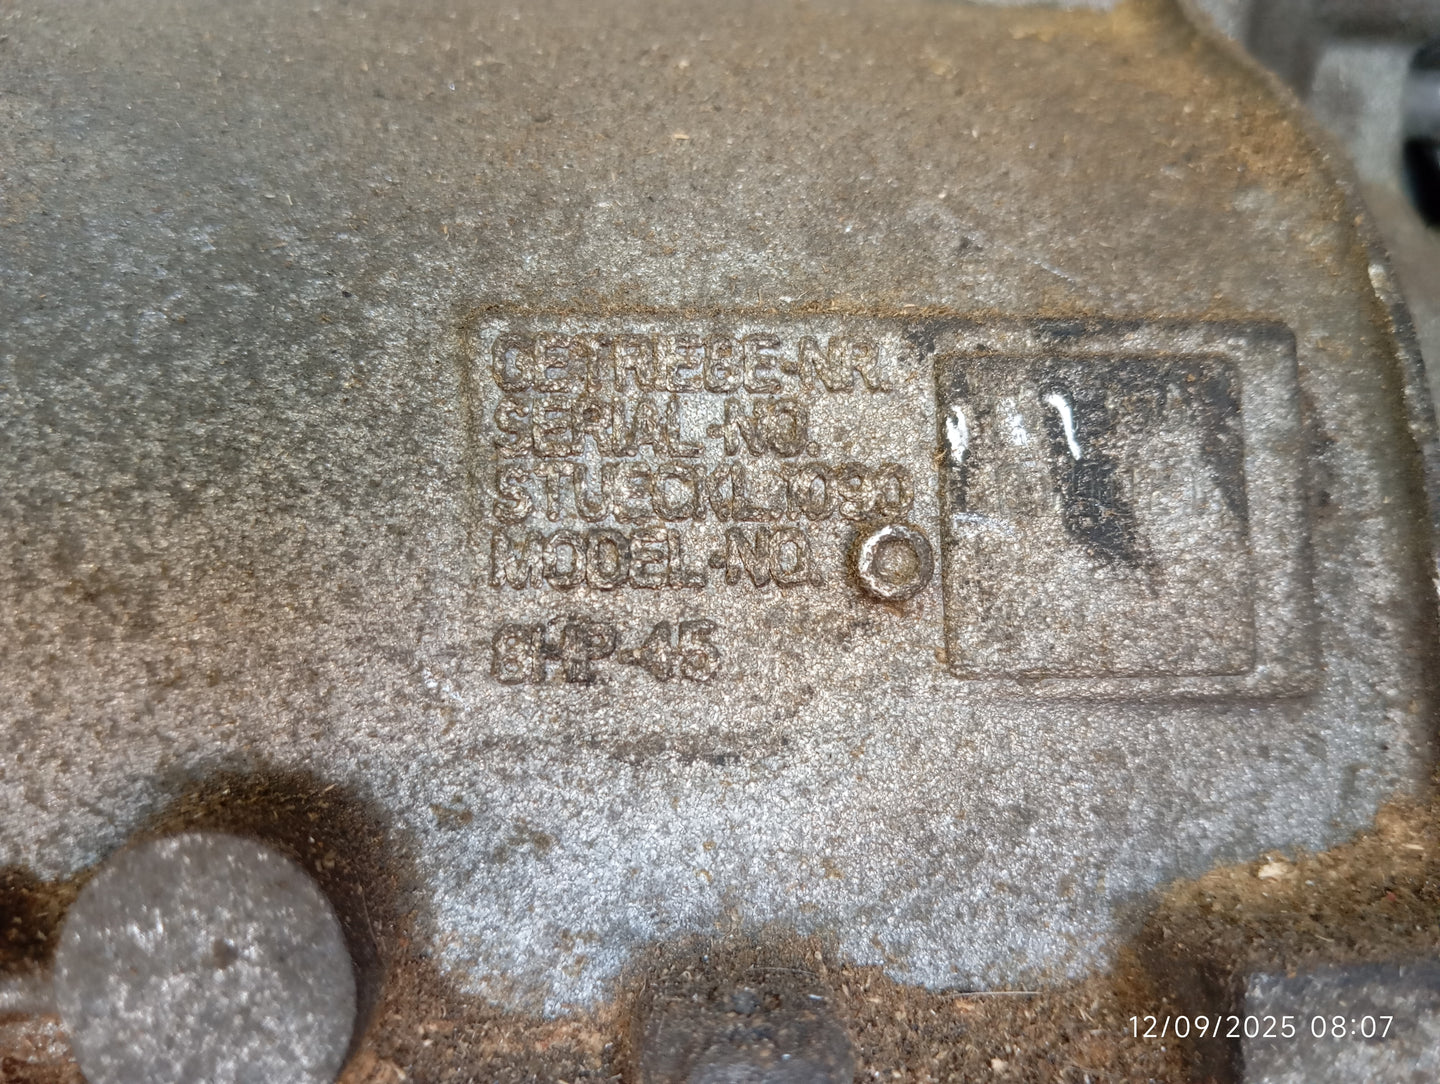 GETRIEBE-NR.
SERIAL-NO.
STUECKL.1090
MODEL-NO.
8HP-45
12/09/2025 08:07